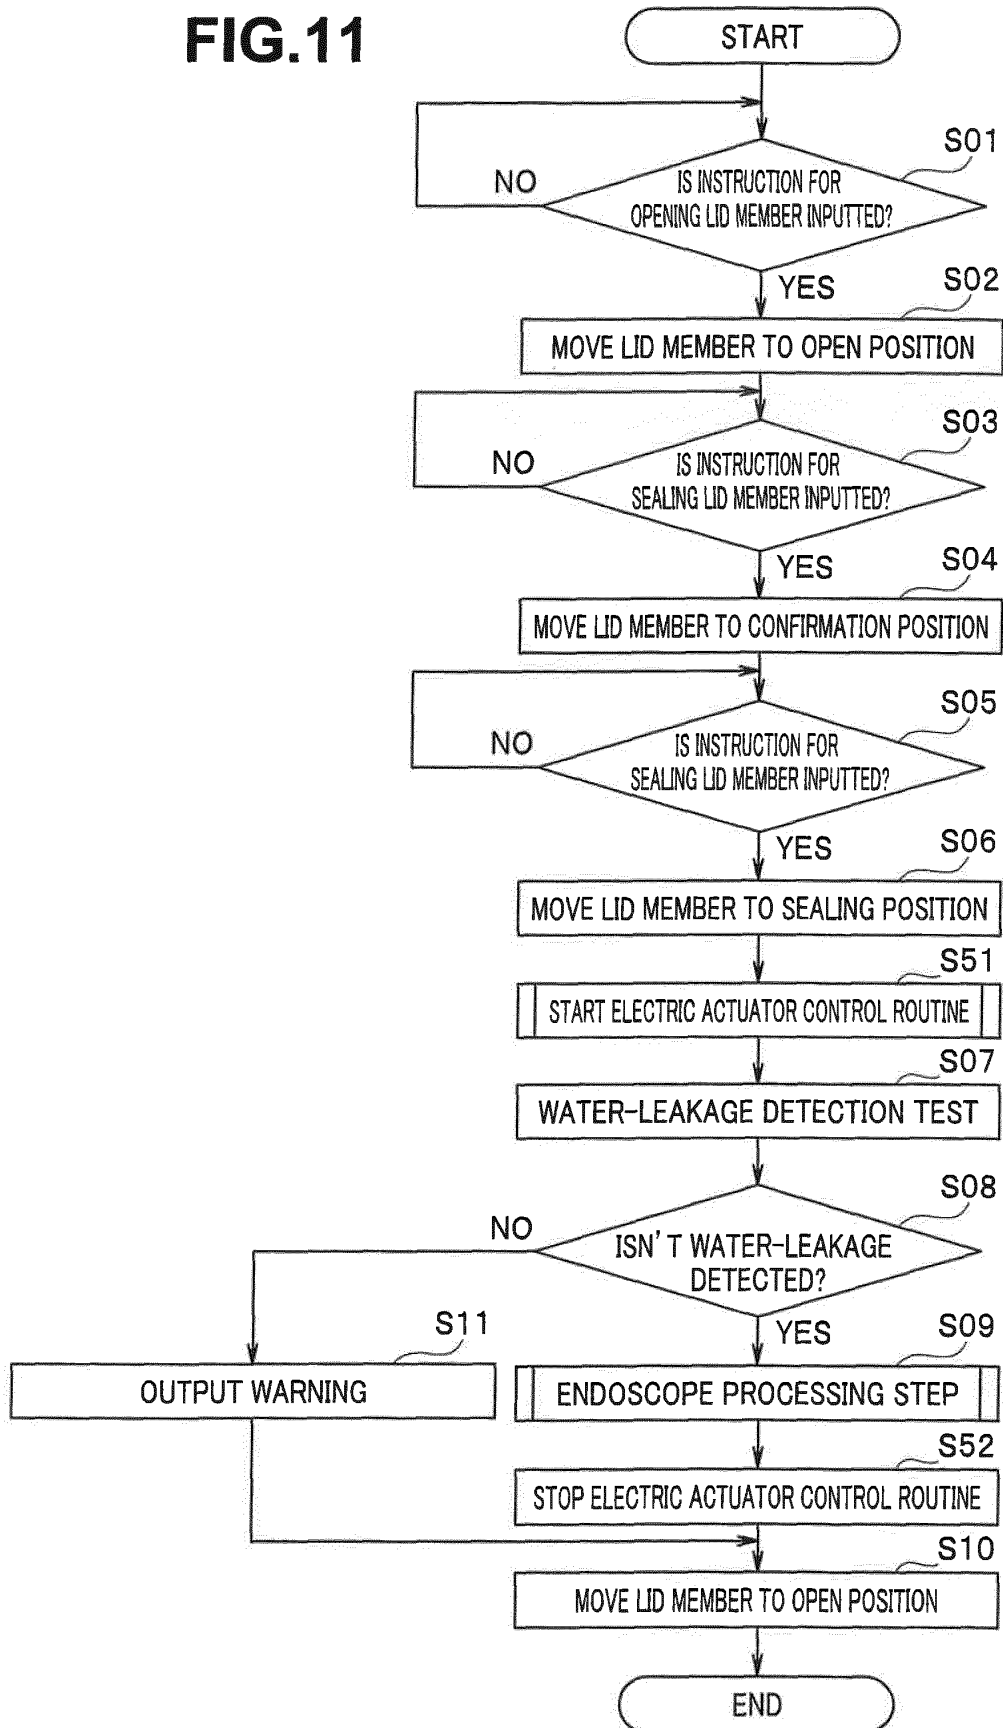 FIG.11
START
S01
NO
IS INSTRUCTION FOR
OPENING LID MEMBER INPUTTED?
YES
S02
MOVE LID MEMBER TO OPEN POSITION
S03
NO
IS INSTRUCTION FOR
SEALING LID MEMBER INPUTTED?
YES
S04
MOVE LID MEMBER TO CONFIRMATION POSITION
S05
NO
IS INSTRUCTION FOR
SEALING LID MEMBER INPUTTED?
YES
S06
MOVE LID MEMBER TO SEALING POSITION
S51
START ELECTRIC ACTUATOR CONTROL ROUTINE
S07
WATER-LEAKAGE DETECTION TEST
S08
NO
ISN'T WATER-LEAKAGE
DETECTED?
YES
S11
OUTPUT WARNING
S09
ENDOSCOPE PROCESSING STEP
S52
STOP ELECTRIC ACTUATOR CONTROL ROUTINE
S10
MOVE LID MEMBER TO OPEN POSITION
END